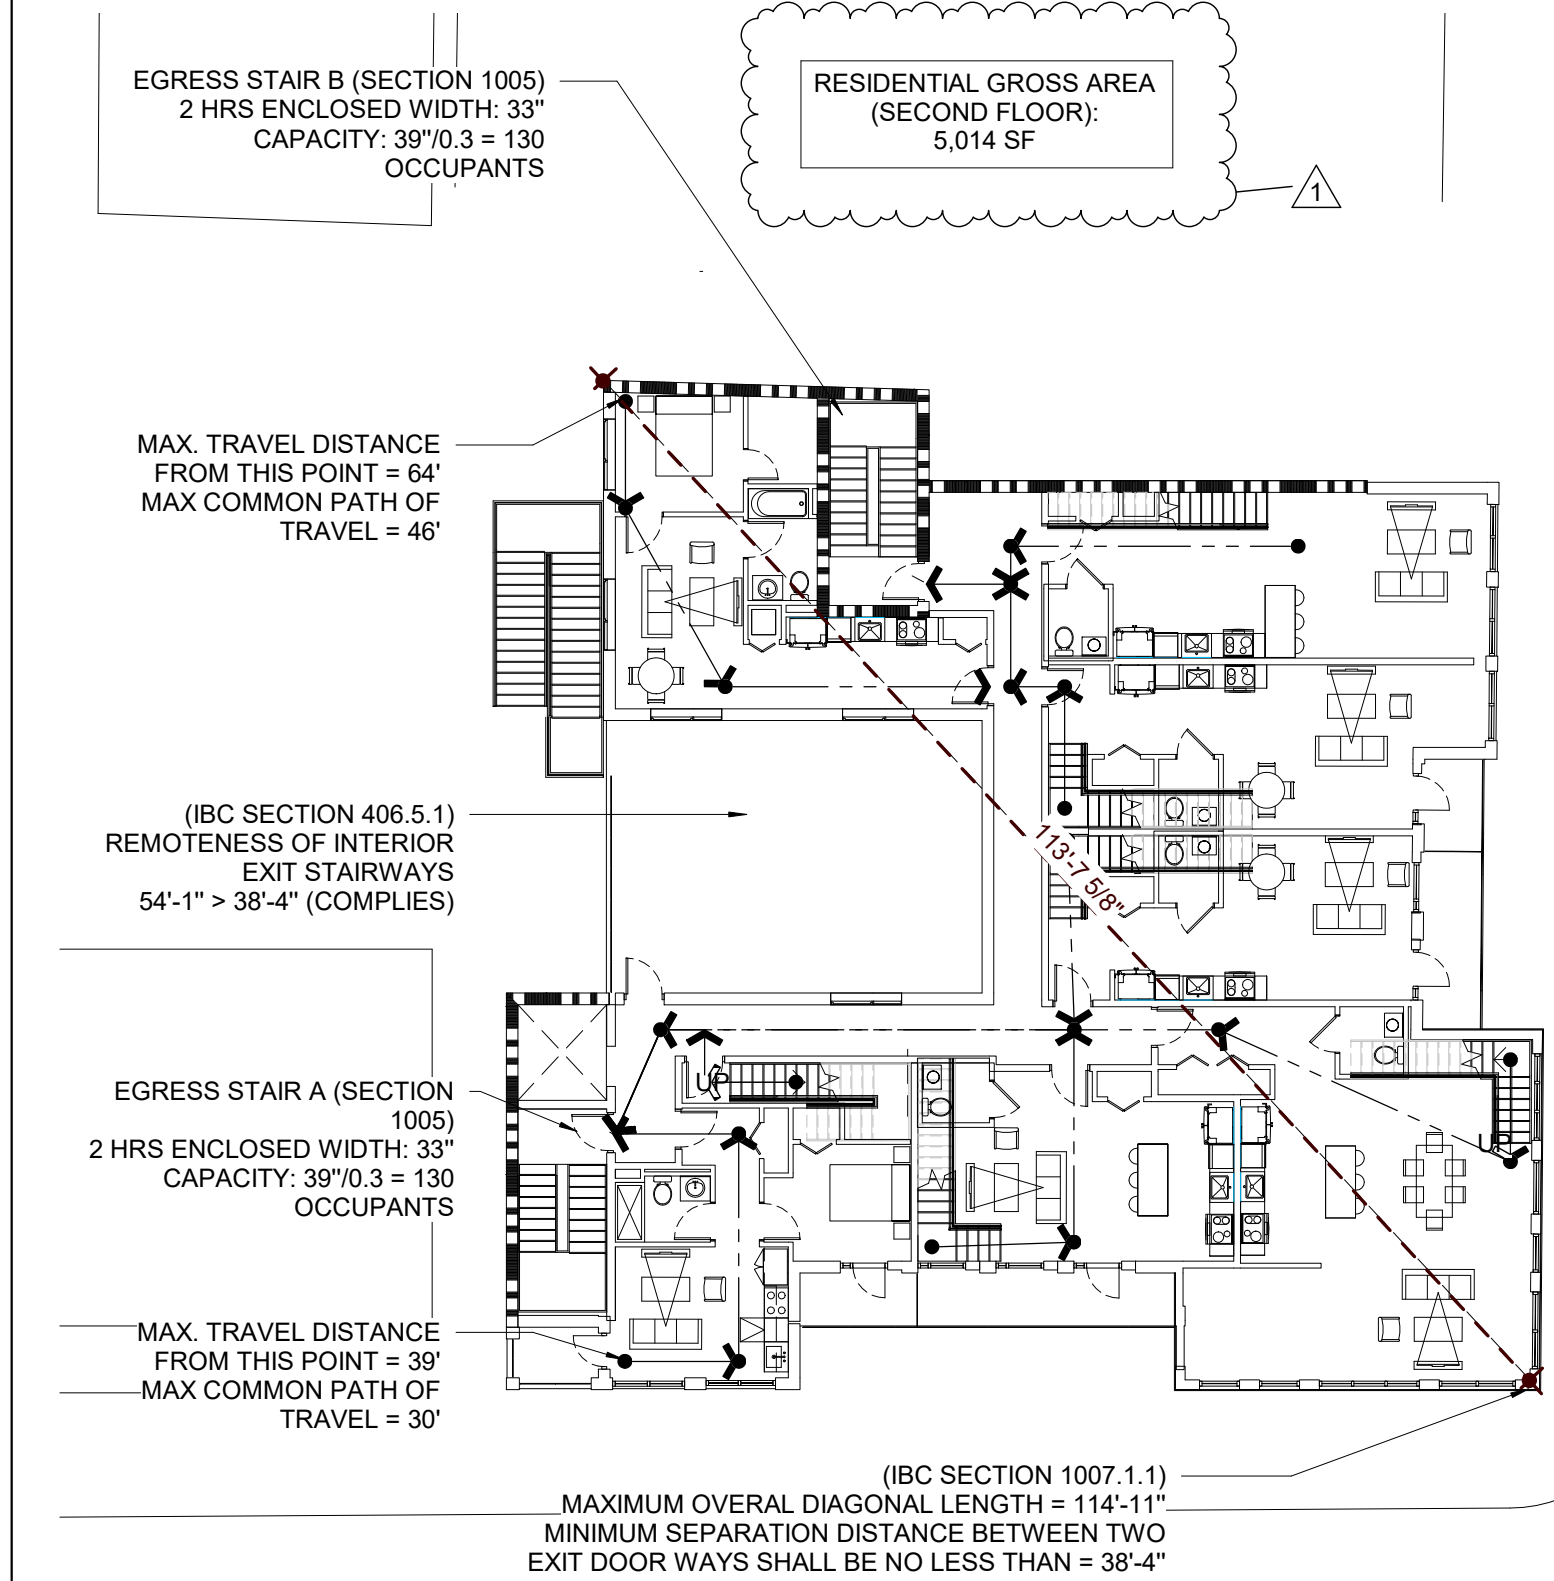 EGRESS STAIR B (SECTION 1005)
2 HRS ENCLOSED WIDTH: 33"
CAPACITY: 39"/0.3 = 130
OCCUPANTS
RESIDENTIAL GROSS AREA
(SECOND FLOOR):
5,014 SF
1
MAX. TRAVEL DISTANCE
FROM THIS POINT = 64'
MAX COMMON PATH OF
TRAVEL = 46'
(IBC SECTION 406.5.1)
REMOTENESS OF INTERIOR
EXIT STAIRWAYS
54'-1" > 38'-4" (COMPLIES)
113'-7 5/8"
EGRESS STAIR A (SECTION
1005)
2 HRS ENCLOSED WIDTH: 33"
CAPACITY: 39"/0.3 = 130
OCCUPANTS
UP
UP
MAX. TRAVEL DISTANCE
FROM THIS POINT = 39'
MAX COMMON PATH OF
TRAVEL = 30'
(IBC SECTION 1007.1.1)
MAXIMUM OVERAL DIAGONAL LENGTH = 114'-11"
MINIMUM SEPARATION DISTANCE BETWEEN TWO
EXIT DOOR WAYS SHALL BE NO LESS THAN = 38'-4"